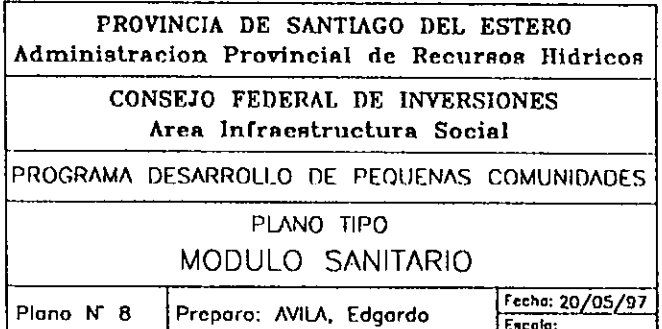 PROVINCIA DE SANTIAGO DEL ESTERO
Administracion Provincial de Recursos Hidricos
CONSEJO FEDERAL DE INVERSIONES
Area Infraestructura Social
PROGRAMA DESARROLLO DE PEQUENAS COMUNIDADES
PLANO TIPO
MODULO SANITARIO
Plano N° 8
Preparo: AVILA, Edgardo
Fecha: 20/05/97
Escala: